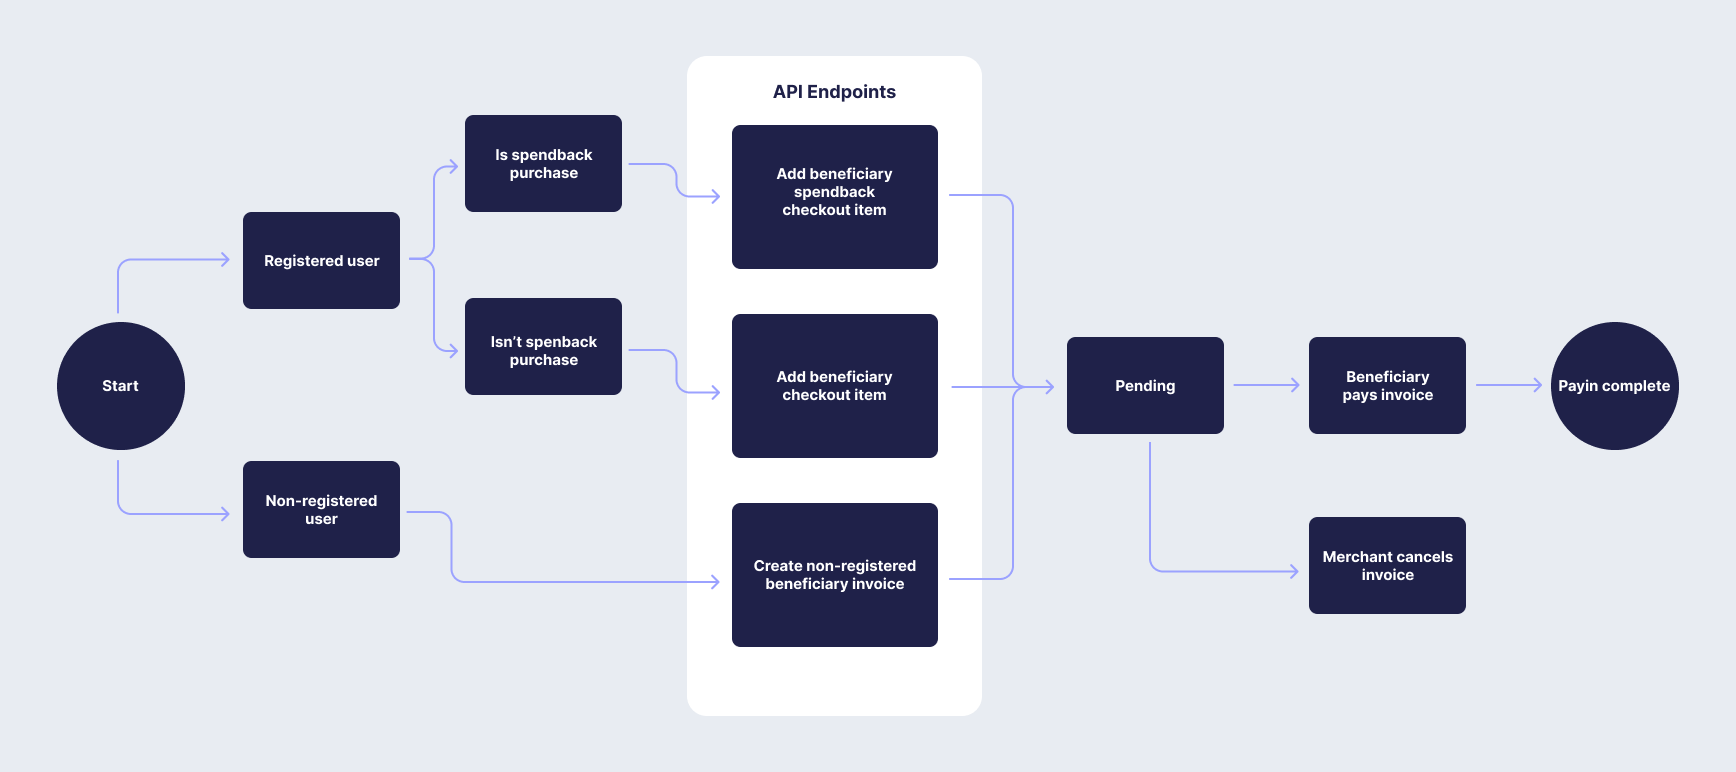 API Endpoints
Is spendback
purchase
Add beneficiary
spendback
checkout item
Registered user
Isn’t spenback
purchase
Add beneficiary
checkout item
Start
Pending
Beneficiary
pays invoice
Payin complete
Non-registered
user
Create non-registered
beneficiary invoice
Merchant cancels
invoice